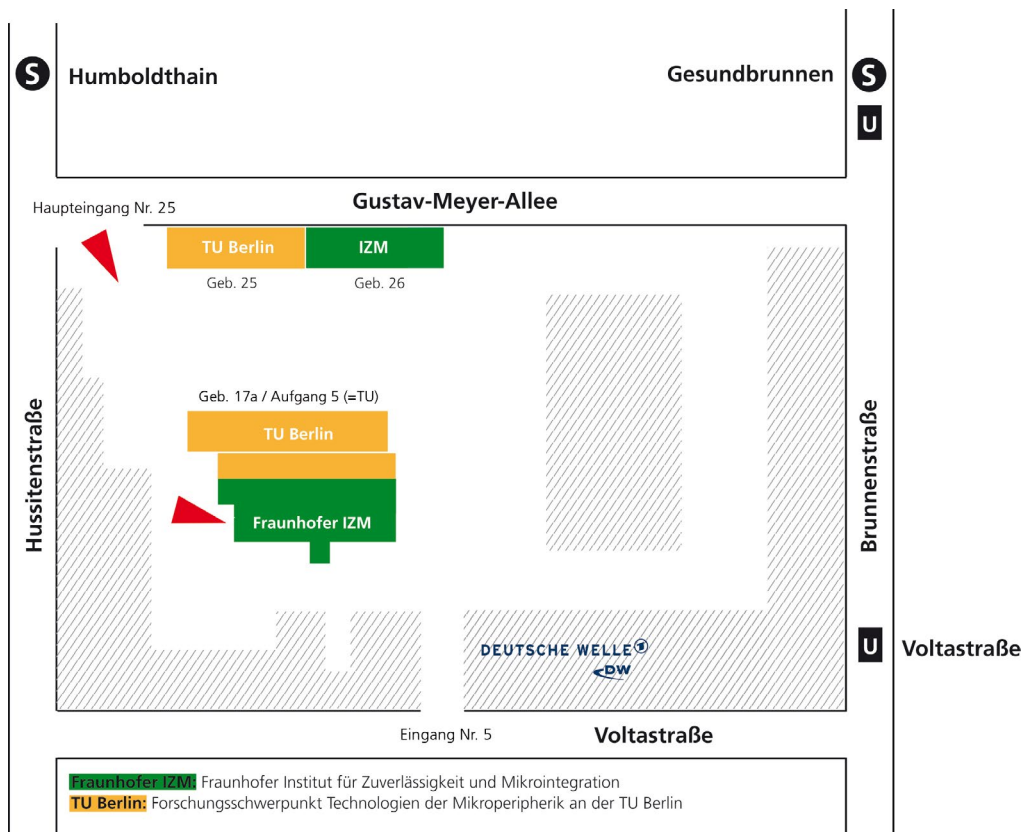 S Humboldthain
Gesundbrunnen S
U
Gustav-Meyer-Allee
Haupteingang Nr. 25
TU Berlin
IZM
Geb. 25
Geb. 26
Geb. 17a / Aufgang 5 (=TU)
TU Berlin
Fraunhofer IZM
Hussitenstraße
Brunnenstraße
DEUTSCHE WELLE
DW
U Voltastraße
Eingang Nr. 5
Voltastraße
Fraunhofer IZM: Fraunhofer Institut für Zuverlässigkeit und Mikrointegration
TU Berlin: Forschungsschwerpunkt Technologien der Mikroperipherik an der TU Berlin